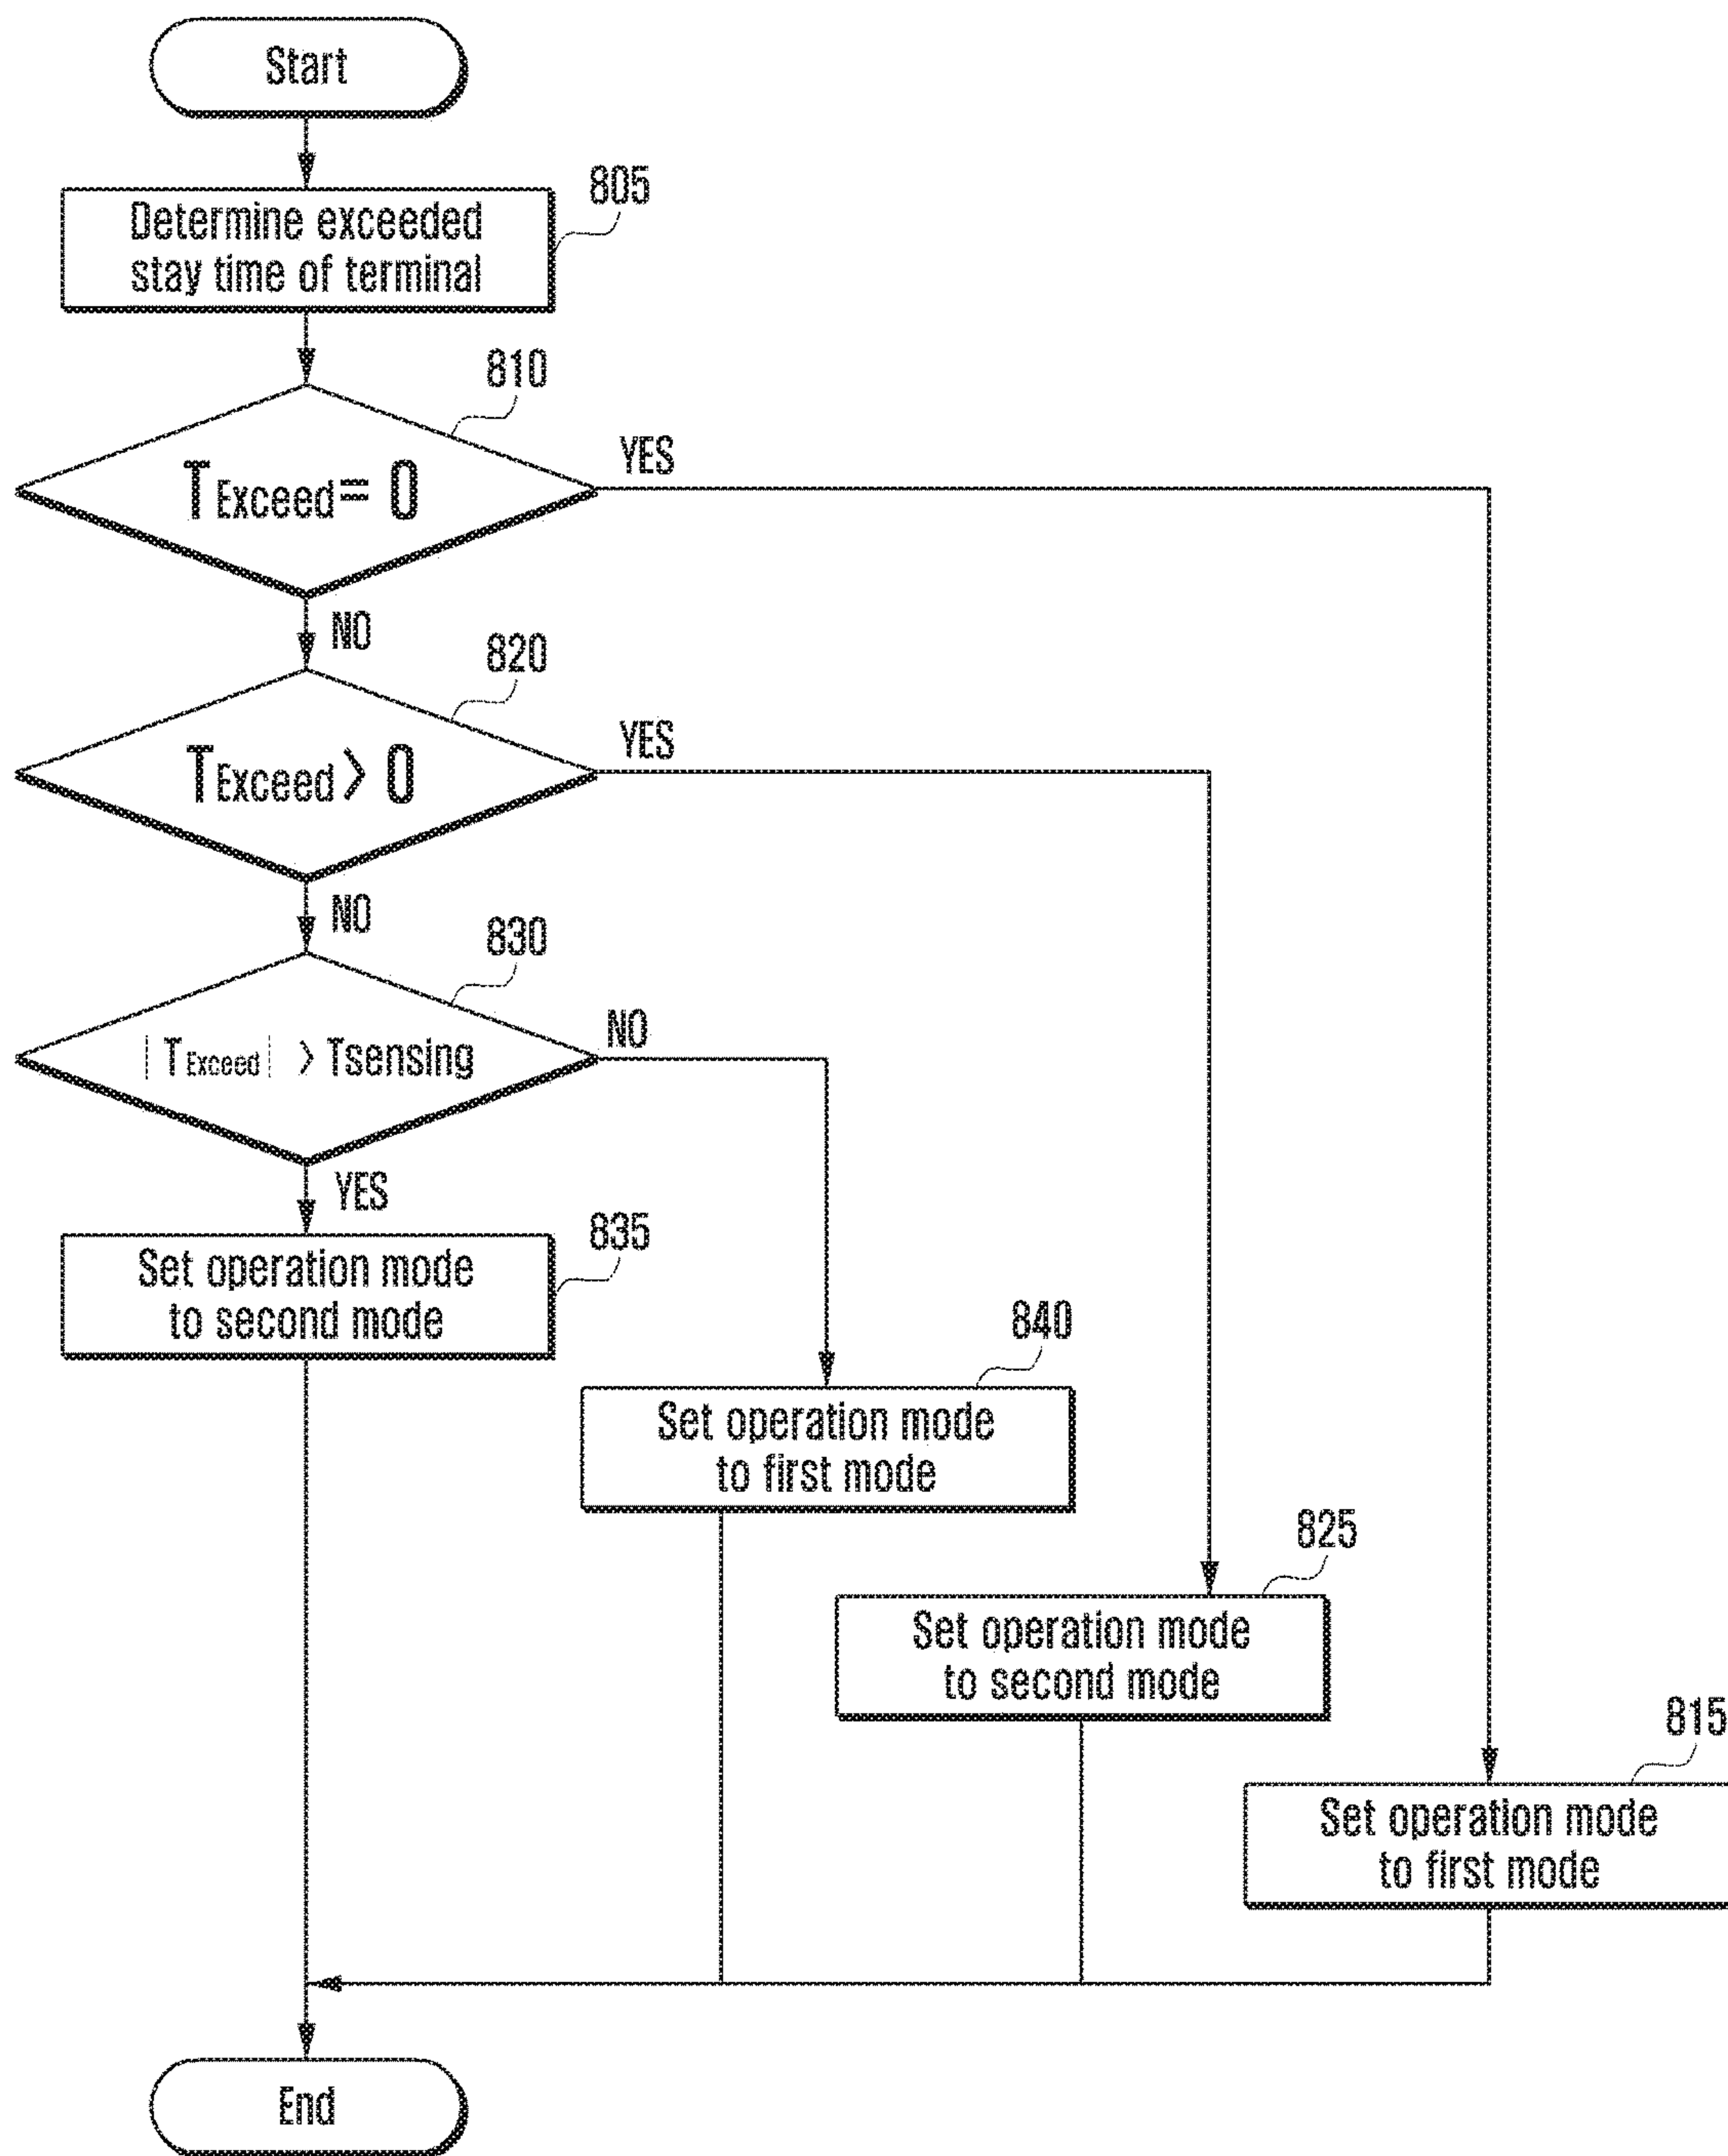 Start
805
Determine exceeded
stay time of terminal
810
TExceed= 0
YES
NO
820
TExceed> 0
YES
NO
830
|TExceed| > Tsensing
NO
YES
835
Set operation mode
to second mode
840
Set operation mode
to first mode
825
Set operation mode
to second mode
815
Set operation mode
to first mode
End